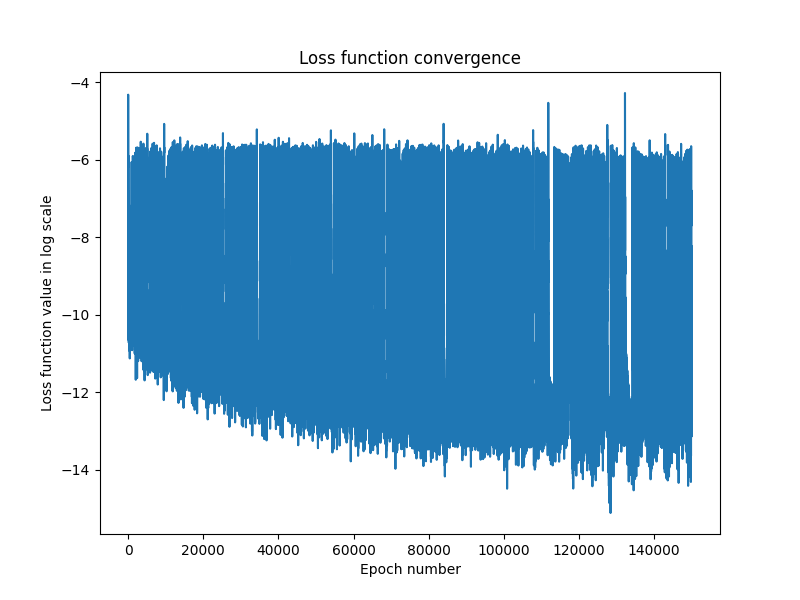 Loss function convergence
Loss function value in log scale
−4
−6
−8
−10
−12
−14
0 20000 40000 60000 80000 100000 120000 140000
Epoch number